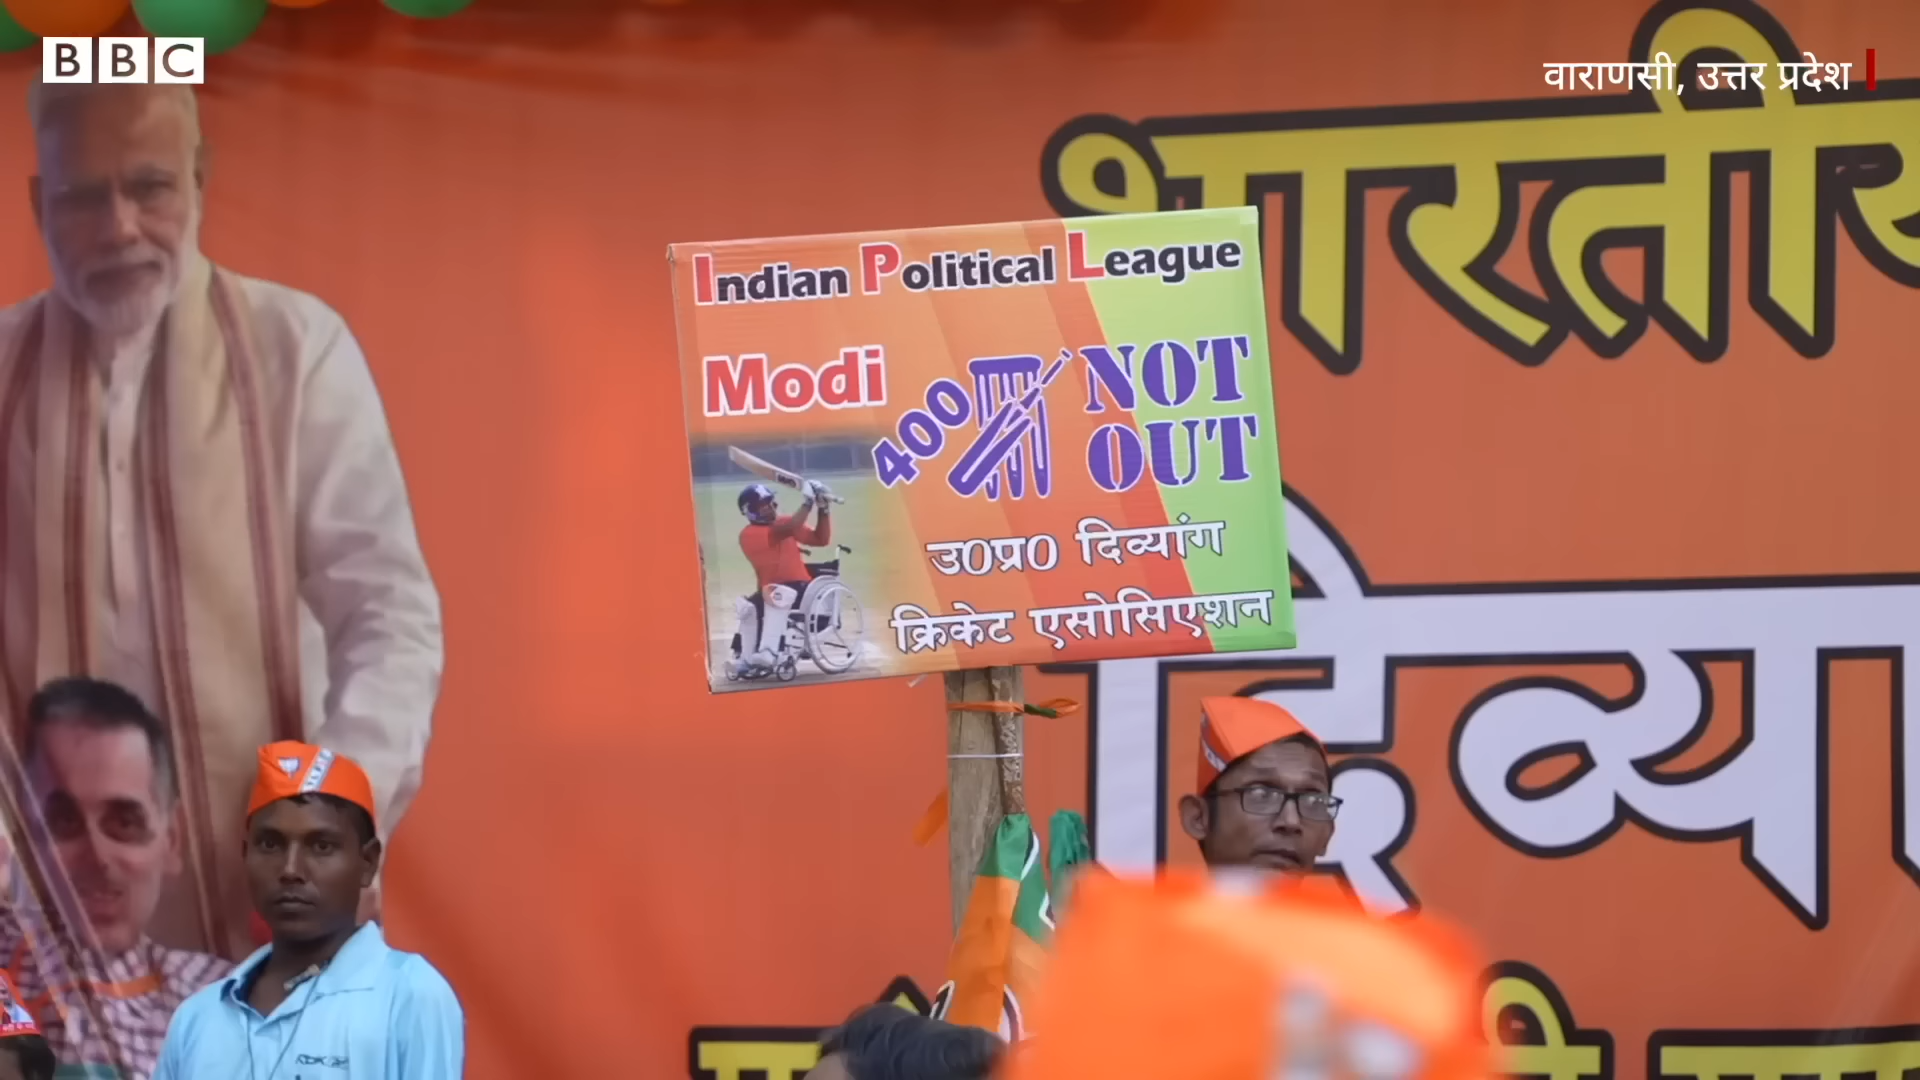 BBC
वाराणसी, उत्तर प्रदेश
Indian Political League
Modi
400
NOT
OUT
उ0प्र0 दिव्यांग
क्रिकेट एसोसिएशन